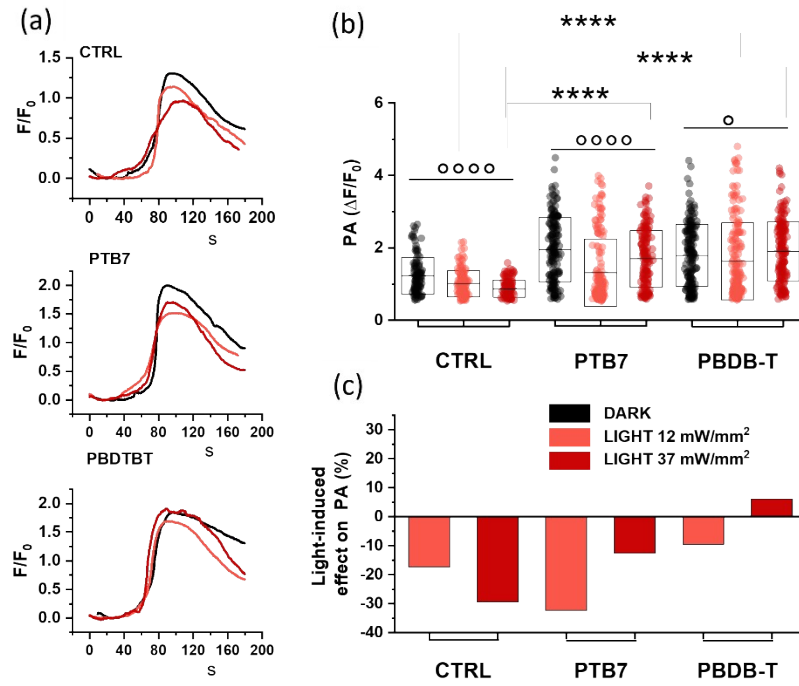 (a)
CTRL
F/F0
1.5
1.0
0.5
0.0
0 40 80 120 160 200
s
PTB7
F/F0
2.0
1.5
1.0
0.5
0.0
0 40 80 120 160 200
s
PBDTBT
F/F0
2.0
1.5
1.0
0.5
0.0
0 40 80 120 160 200
s
(b)
****
****
****
PA (ΔF/F0)
6
4
2
0
CTRL PTB7 PBDB-T
(c)
DARK
LIGHT 12 mW/mm²
LIGHT 37 mW/mm²
Light-induced
effect on PA (%)
30
20
10
0
-10
-20
-30
-40
CTRL PTB7 PBDB-T